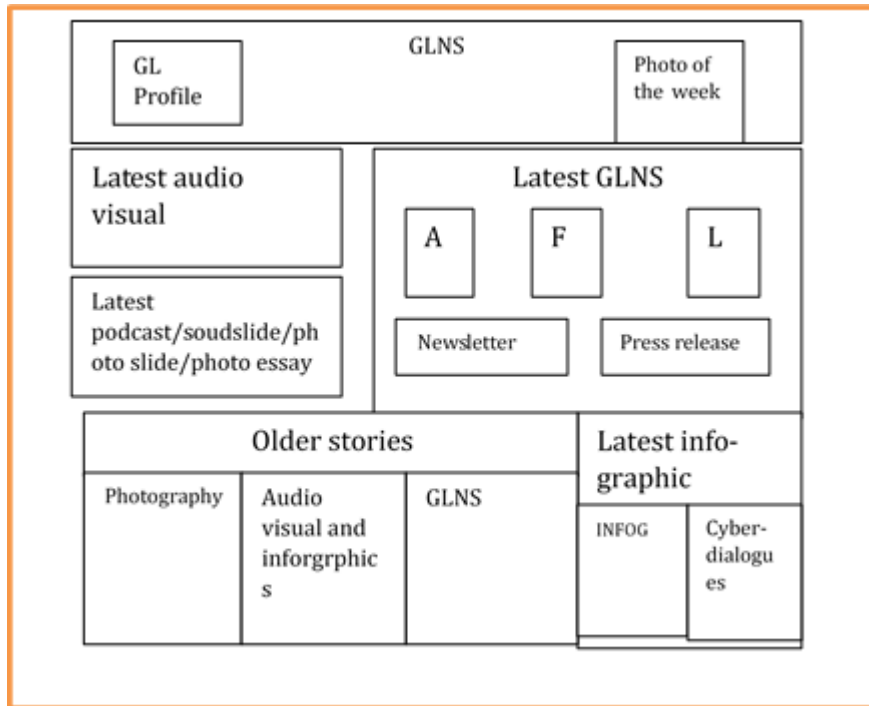 GLNS
GL
Profile
Photo of
the week
Latest audio
visual
Latest GLNS
A
F
L
Latest
podcast/soudslide/ph
oto slide/photo essay
Newsletter
Press release
Older stories
Latest info-
graphic
Photography
Audio
visual and
inforgrphic
s
GLNS
INFOG
Cyber-
dialogu
es